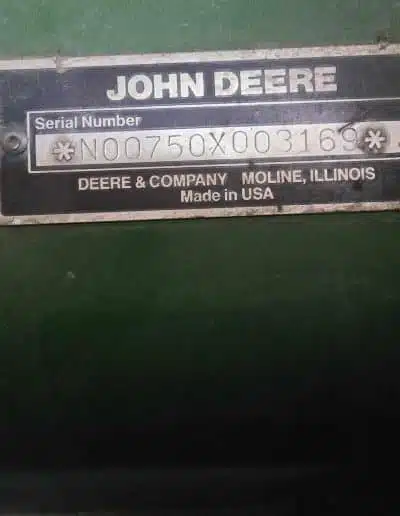 JOHN DEERE
Serial Number
*N00750X003169*
DEERE & COMPANY MOLINE, ILLINOIS
Made in USA